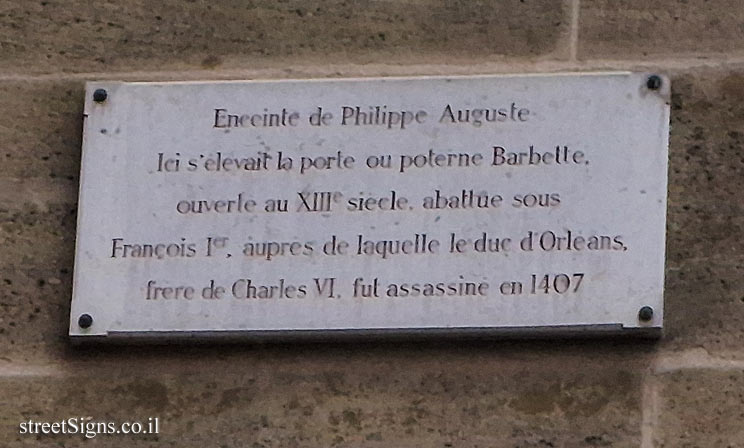 Enceinte de Philippe Auguste
Ici s'élevait la porte ou poterne Barbette,
ouverte au XIIIe siècle, abattue sous
François Ier, auprès de laquelle le duc d'Orléans,
frère de Charles VI, fut assassiné en 1407
streetSigns.co.il